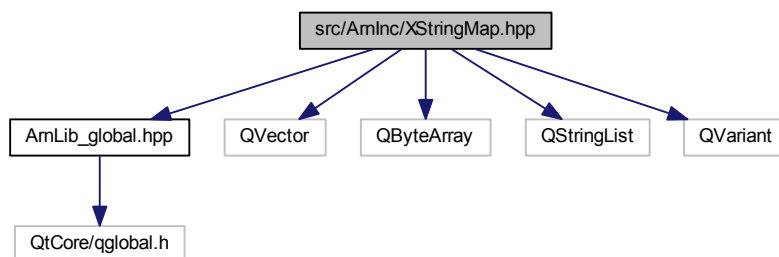 src/ArnInc/XStringMap.hpp
ArnLib_global.hpp
QVector
QByteArray
QStringList
QVariant
QtCore/qglobal.h